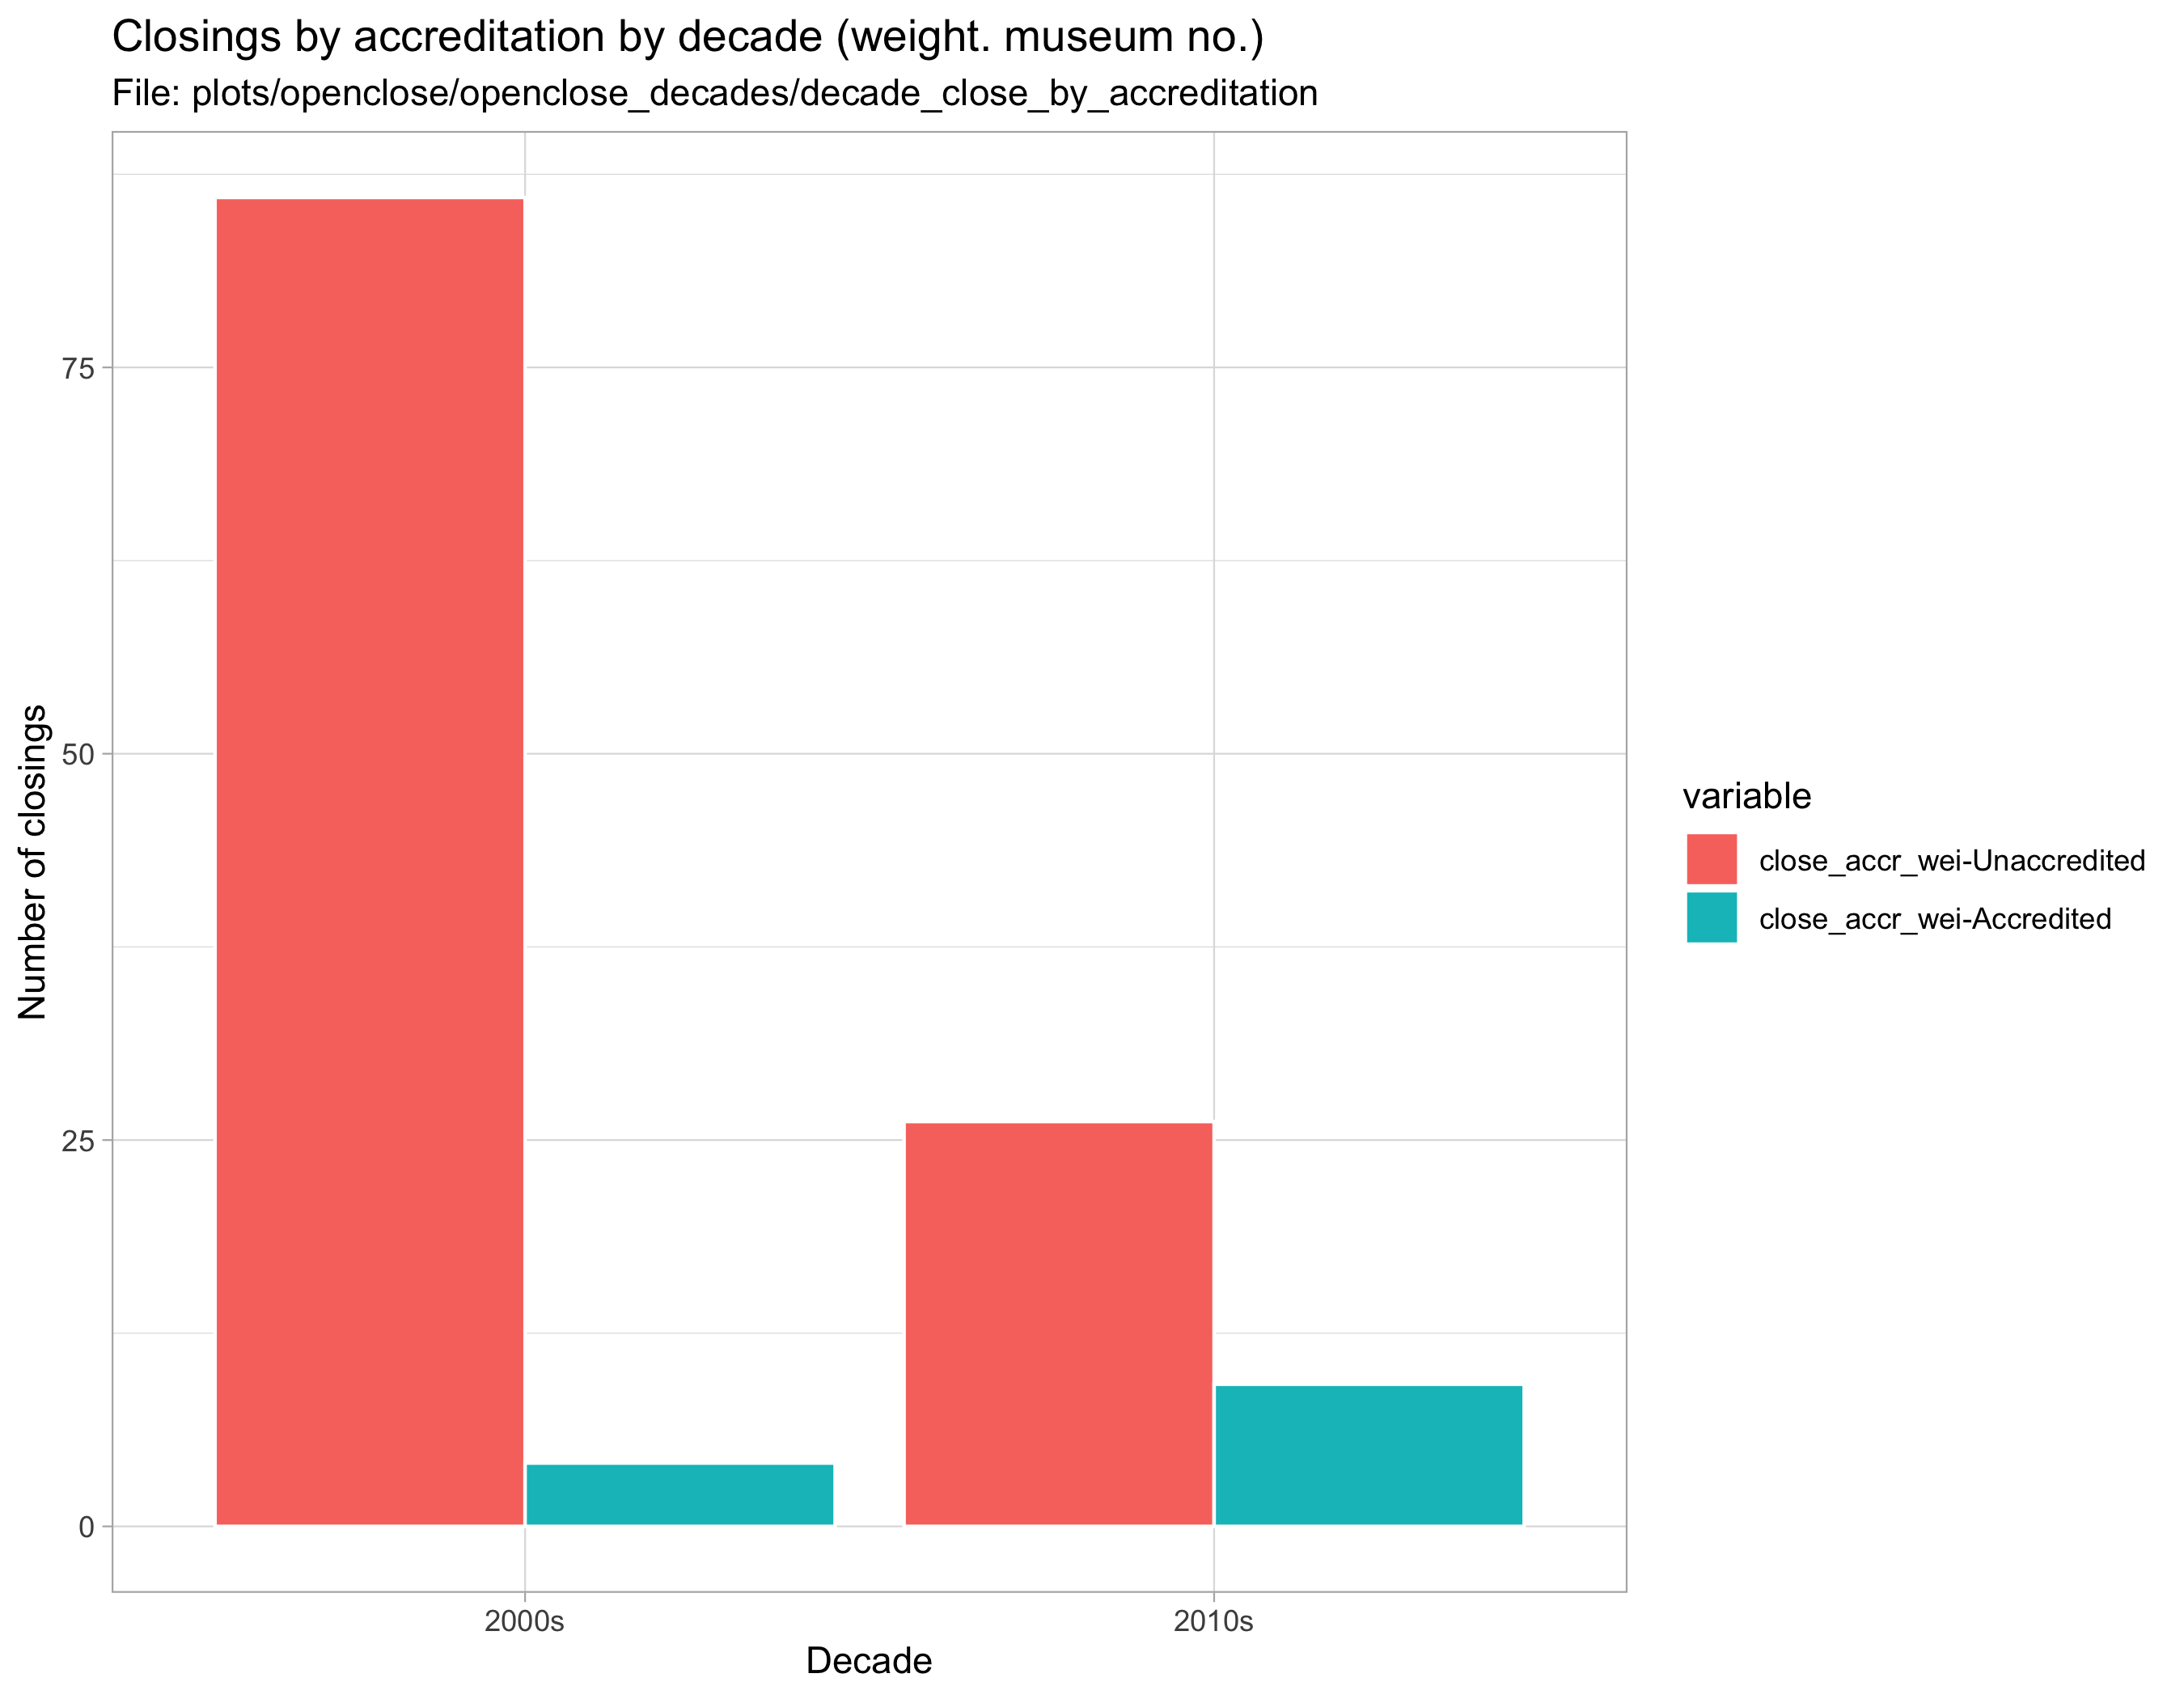 Closings by accreditation by decade (weight. museum no.)
File: plots/openclose/openclose_decades/decade_close_by_accreditation
75
50
25
0
Number of closings
2000s
2010s
Decade
variable
close_accr_wei-Unaccredited
close_accr_wei-Accredited